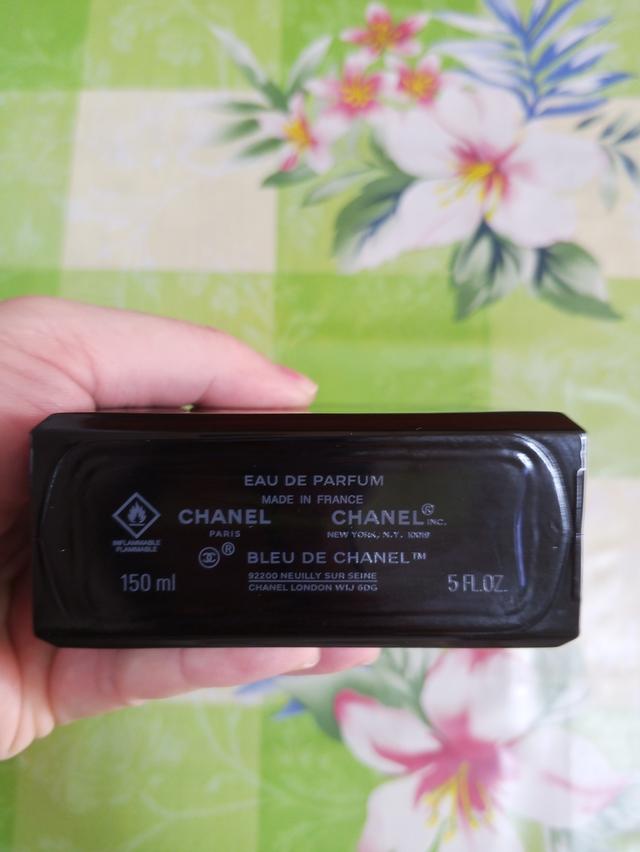 EAU DE PARFUM
MADE IN FRANCE
CHANEL CHANEL® INC.
PARIS NEW YORK, N.Y. 10019
INFLAMMABLE
FLAMMABLE
® BLEU DE CHANEL™
150 ml 92200 NEUILLY SUR SEINE 5 FL.OZ.
CHANEL LONDON W1J 6DG